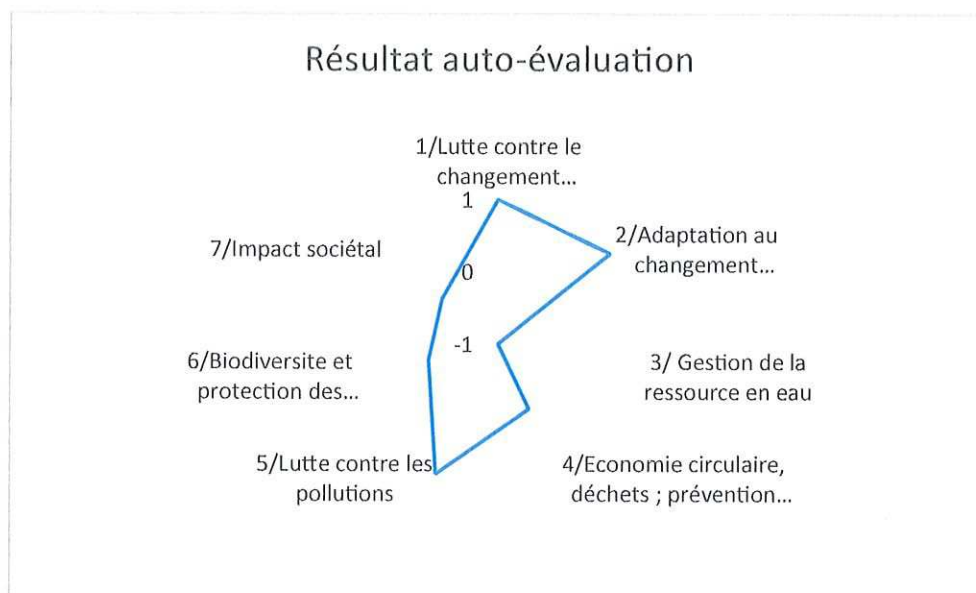 Résultat auto-évaluation
1/Lutte contre le
changement...
1
2/Adaptation au
changement...
7/Impact sociétal
0
-1
3/ Gestion de la
ressource en eau
6/Biodiversite et
protection des...
5/Lutte contre les
pollutions
4/Economie circulaire,
déchets ; prévention...